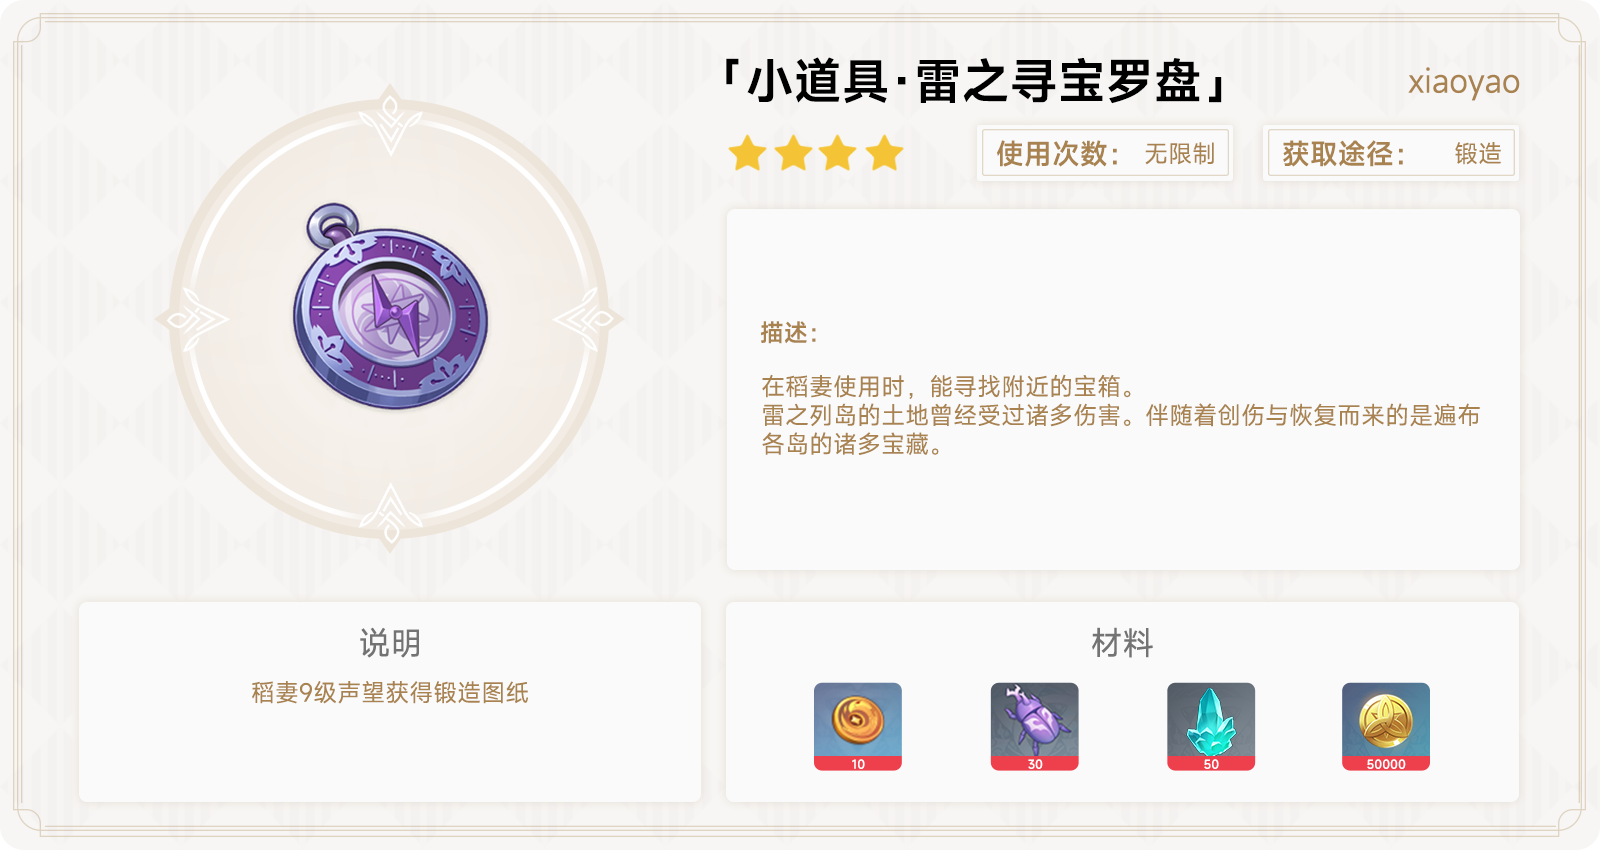 「小道具·雷之寻宝罗盘」
xiaoyao
使用次数： 无限制
获取途径： 锻造
描述：
在稻妻使用时，能寻找附近的宝箱。
雷之列岛的土地曾经受过诸多伤害。伴随着创伤与恢复而来的是遍布
各岛的诸多宝藏。
说明
稻妻9级声望获得锻造图纸
材料
10
30
50
50000